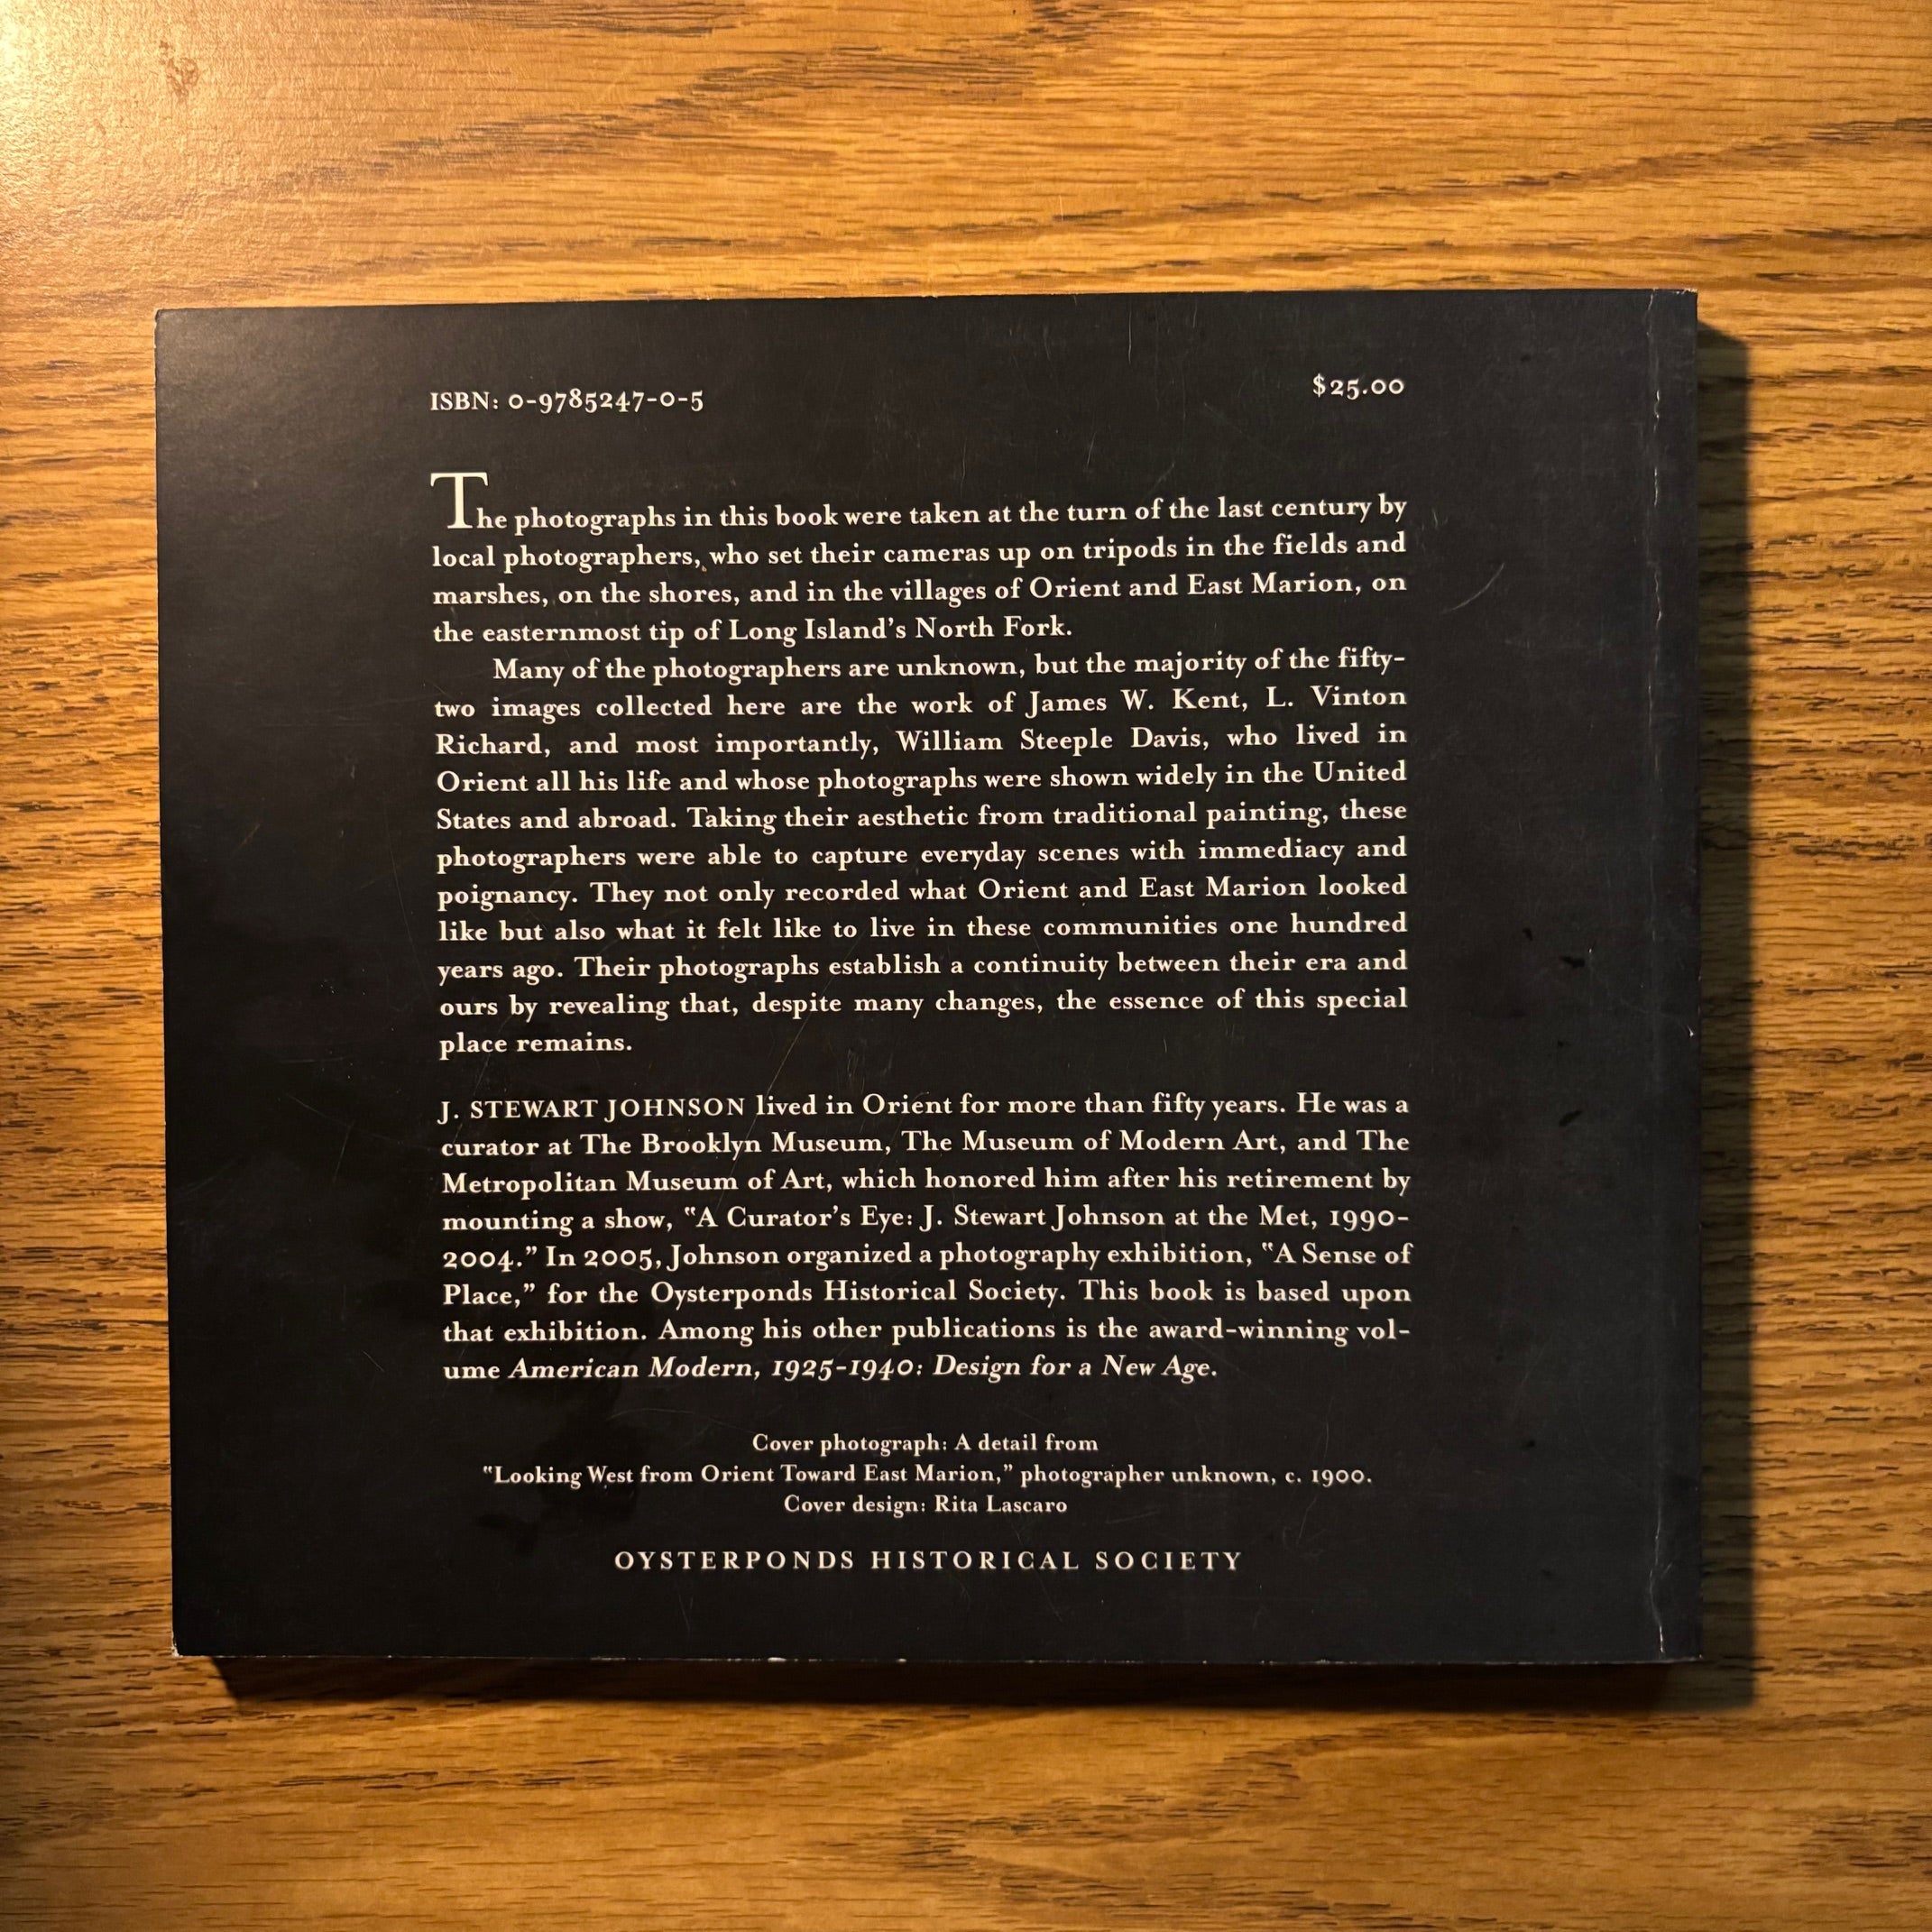 ISBN: 0-9785247-0-5 $25.00
The photographs in this book were taken at the turn of the last century by
local photographers, who set their cameras up on tripods in the fields and
marshes, on the shores, and in the villages of Orient and East Marion, on
the easternmost tip of Long Island's North Fork.
Many of the photographers are unknown, but the majority of the fifty-
two images collected here are the work of James W. Kent, L. Vinton
Richard, and most importantly, William Steeple Davis, who lived in
Orient all his life and whose photographs were shown widely in the United
States and abroad. Taking their aesthetic from traditional painting, these
photographers were able to capture everyday scenes with immediacy and
poignancy. They not only recorded what Orient and East Marion looked
like but also what it felt like to live in these communities one hundred
years ago. Their photographs establish a continuity between their era and
ours by revealing that, despite many changes, the essence of this special
place remains.
J. STEWART JOHNSON lived in Orient for more than fifty years. He was a
curator at The Brooklyn Museum, The Museum of Modern Art, and The
Metropolitan Museum of Art, which honored him after his retirement by
mounting a show, "A Curator's Eye: J. Stewart Johnson at the Met, 1990-
2004." In 2005, Johnson organized a photography exhibition, "A Sense of
Place," for the Oysterponds Historical Society. This book is based upon
that exhibition. Among his other publications is the award-winning vol-
ume American Modern, 1925-1940: Design for a New Age.
Cover photograph: A detail from
"Looking West from Orient Toward East Marion," photographer unknown, c. 1900.
Cover design: Rita Lascaro
OYSTERPONDS HISTORICAL SOCIETY